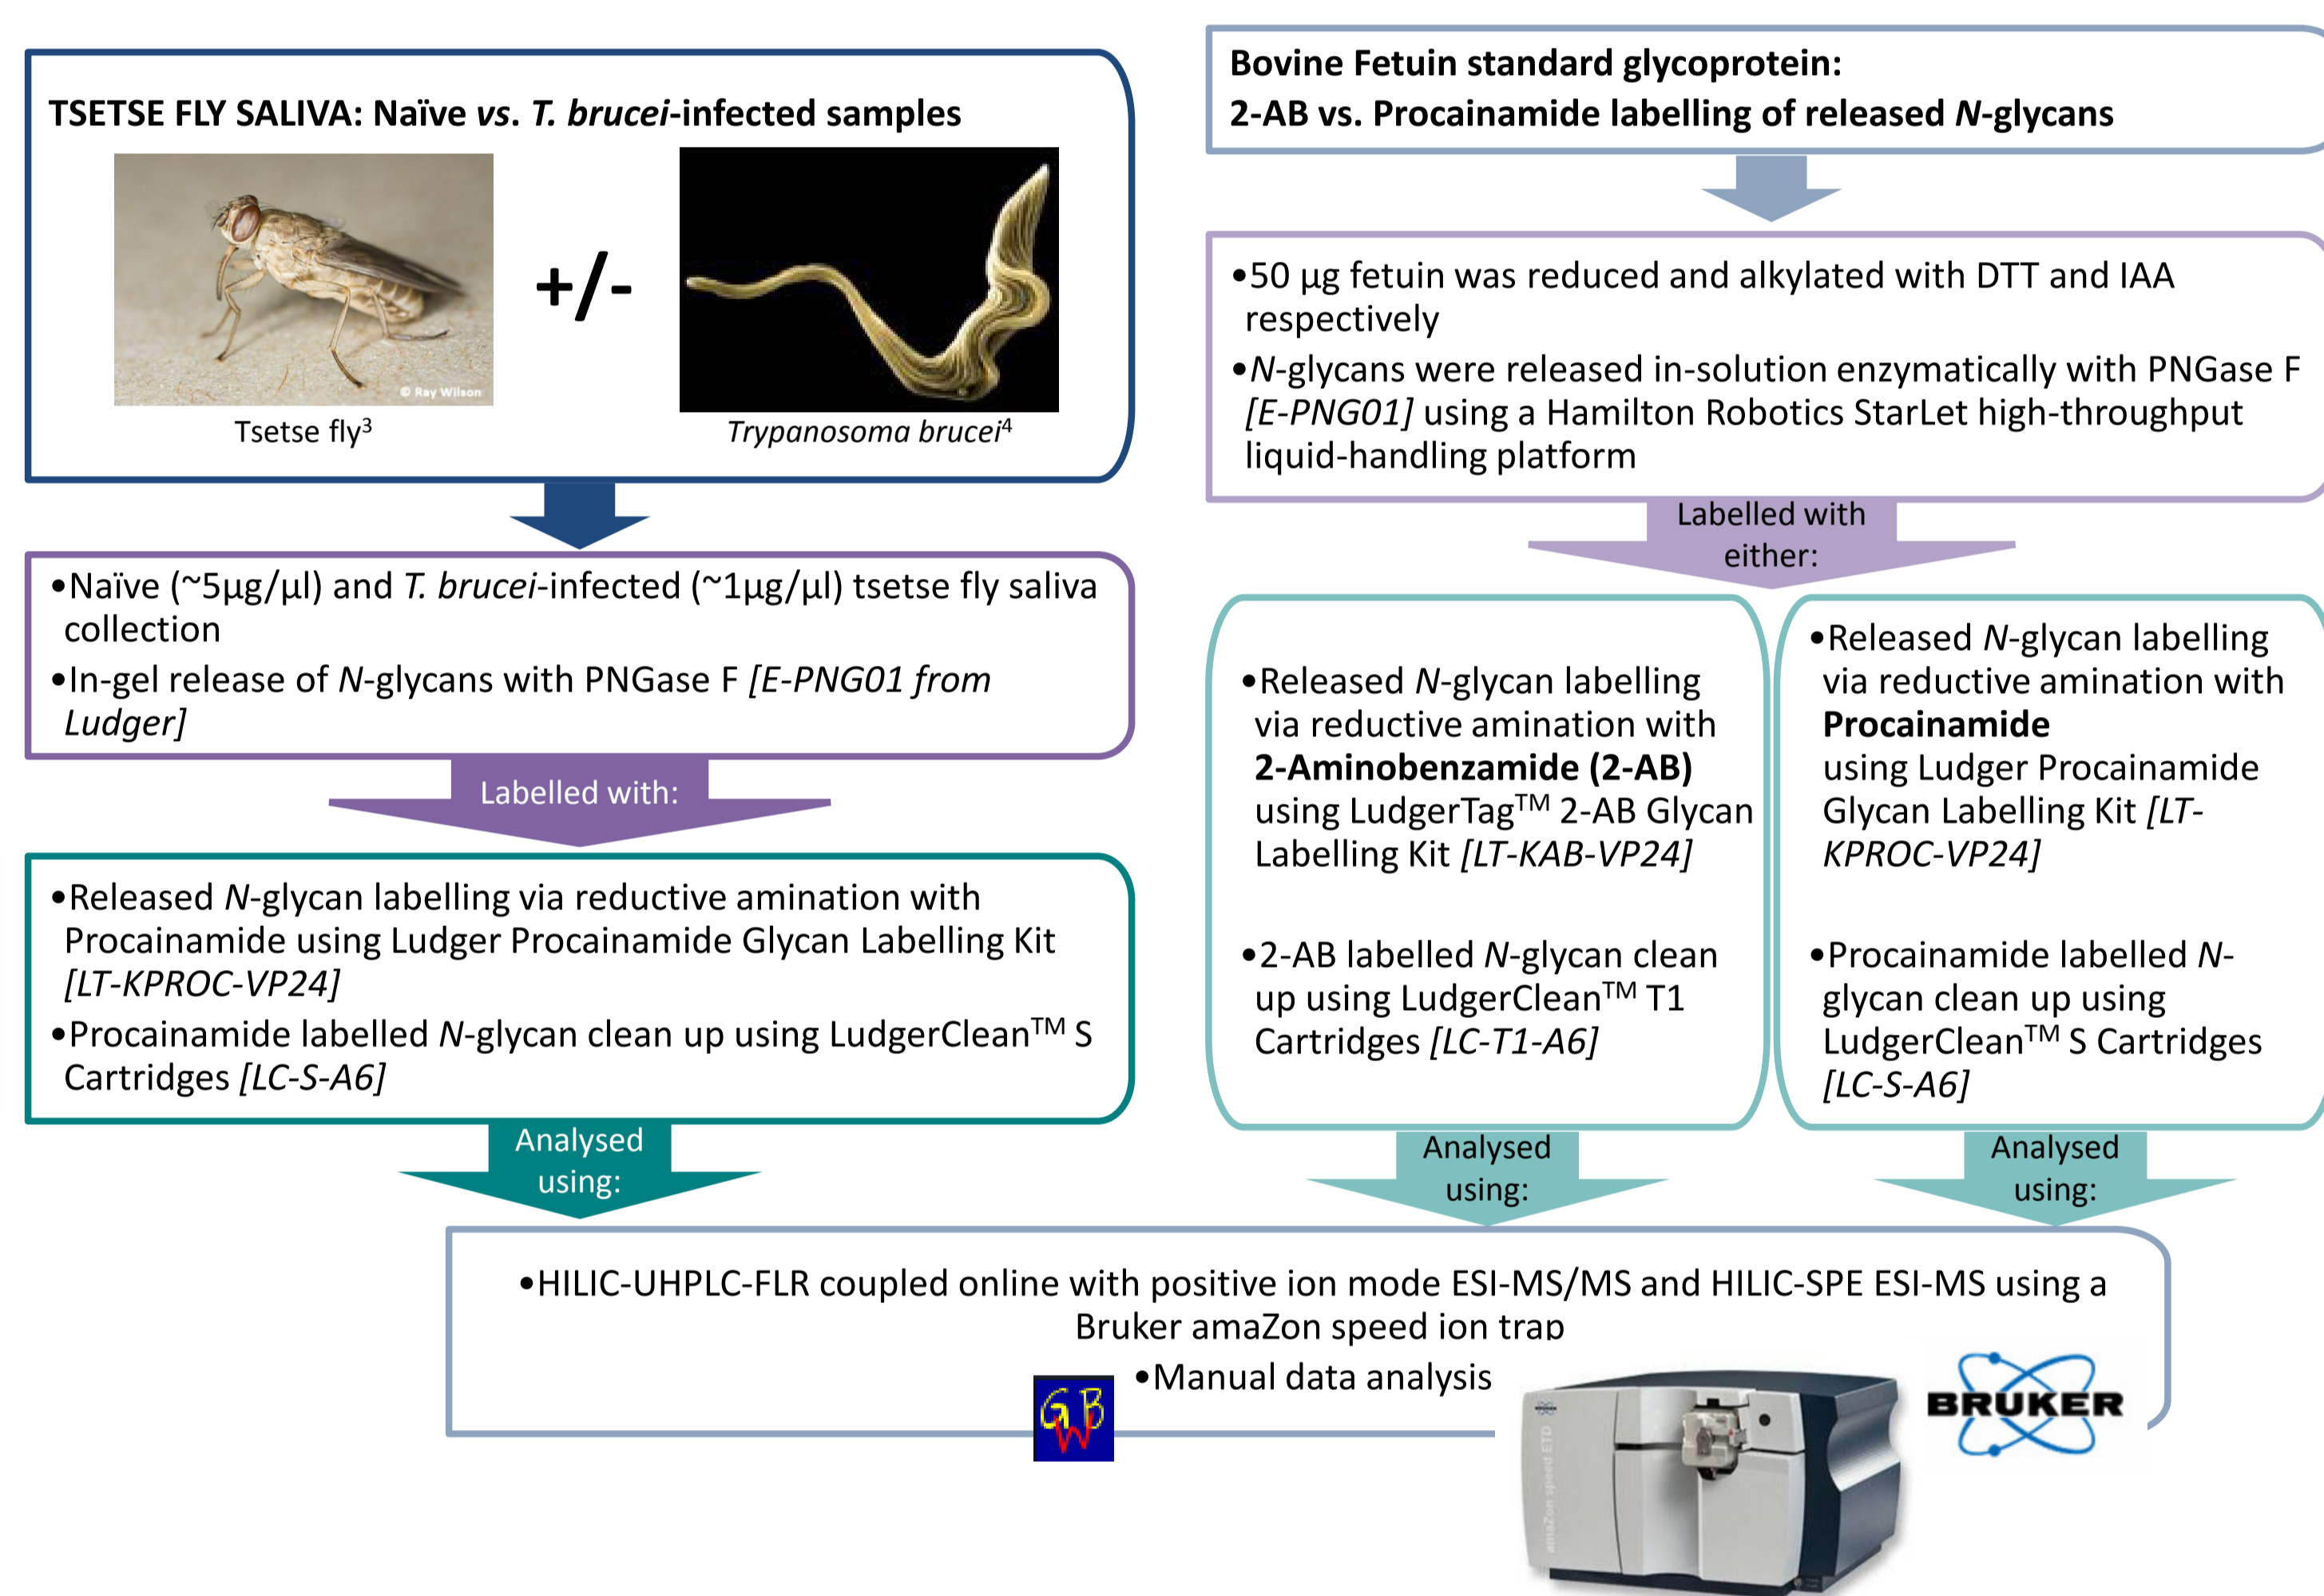 TSETSE FLY SALIVA: Naïve vs. T. brucei-infected samples
+/-
© Ray Wilson
Tsetse fly³
Trypanosoma brucei⁴
•Naïve (~5µg/µl) and T. brucei-infected (~1µg/µl) tsetse fly saliva
collection
•In-gel release of N-glycans with PNGase F [E-PNG01 from
Ludger]
Labelled with:
•Released N-glycan labelling via reductive amination with
Procainamide using Ludger Procainamide Glycan Labelling Kit
[LT-KPROC-VP24]
•Procainamide labelled N-glycan clean up using LudgerClean™ S
Cartridges [LC-S-A6]
Analysed
using:
Bovine Fetuin standard glycoprotein:
2-AB vs. Procainamide labelling of released N-glycans
•50 µg fetuin was reduced and alkylated with DTT and IAA
respectively
•N-glycans were released in-solution enzymatically with PNGase F
[E-PNG01] using a Hamilton Robotics StarLet high-throughput
liquid-handling platform
Labelled with
either:
•Released N-glycan labelling
via reductive amination with
2-Aminobenzamide (2-AB)
using LudgerTag™ 2-AB Glycan
Labelling Kit [LT-KAB-VP24]
•2-AB labelled N-glycan clean
up using LudgerClean™ T1
Cartridges [LC-T1-A6]
Analysed
using:
•Released N-glycan labelling
via reductive amination with
Procainamide
using Ludger Procainamide
Glycan Labelling Kit [LT-
KPROC-VP24]
•Procainamide labelled N-
glycan clean up using
LudgerClean™ S Cartridges
[LC-S-A6]
Analysed
using:
•HILIC-UHPLC-FLR coupled online with positive ion mode ESI-MS/MS and HILIC-SPE ESI-MS using a
Bruker amaZon speed ion trap
•Manual data analysis
GWB
amaZon speed ETD
BRUKER